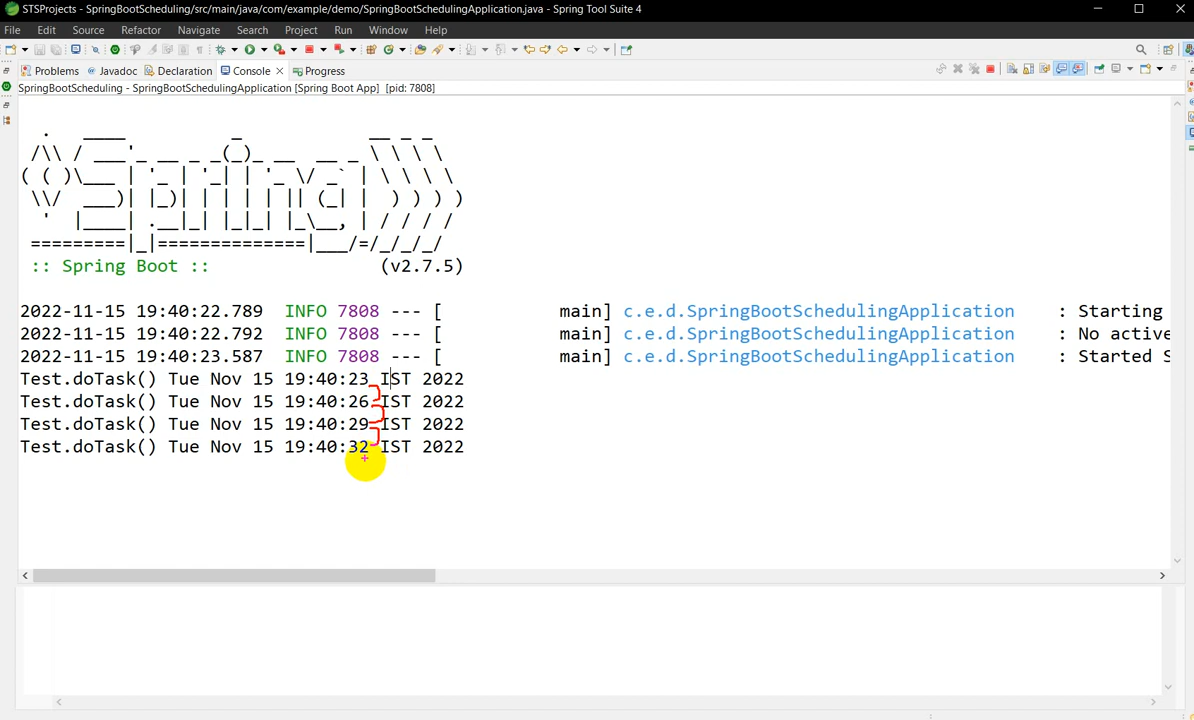 STSProjects - SpringBootScheduling/src/main/java/com/example/demo/SpringBootSchedulingApplication.java - Spring Tool Suite 4
File Edit Source Refactor Navigate Search Project Run Window Help
Problems @ Javadoc Declaration Console Progress
SpringBootScheduling - SpringBootSchedulingApplication [Spring Boot App] [pid: 7808]
Spring
:: Spring Boot :: (v2.7.5)
2022-11-15 19:40:22.789 INFO 7808 --- [ main] c.e.d.SpringBootSchedulingApplication : Starting
2022-11-15 19:40:22.792 INFO 7808 --- [ main] c.e.d.SpringBootSchedulingApplication : No active
2022-11-15 19:40:23.587 INFO 7808 --- [ main] c.e.d.SpringBootSchedulingApplication : Started S
Test.doTask() Tue Nov 15 19:40:23 IST 2022
Test.doTask() Tue Nov 15 19:40:26 IST 2022
Test.doTask() Tue Nov 15 19:40:29 IST 2022
Test.doTask() Tue Nov 15 19:40:32 IST 2022